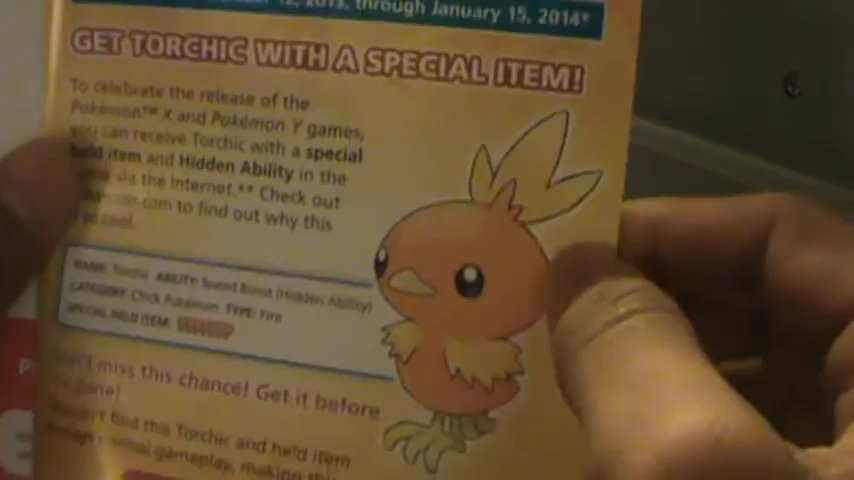 through January 15, 2014*
GET TORCHIC WITH A SPECIAL ITEM!
To celebrate the release of the
Pokémon™ X and Pokémon Y games,
you can receive Torchic with a special
held item and Hidden Ability in the
via the Internet.** Check out
to find out why this
cool
NAME: Torchic ABILITY: Speed Boost (Hidden Ability)
CATEGORY: Chick Pokémon TYPE: Fire
SPECIAL HELD ITEM:
Don't miss this chance! Get it before
gone!
find this Torchic and held item
gameplay, making